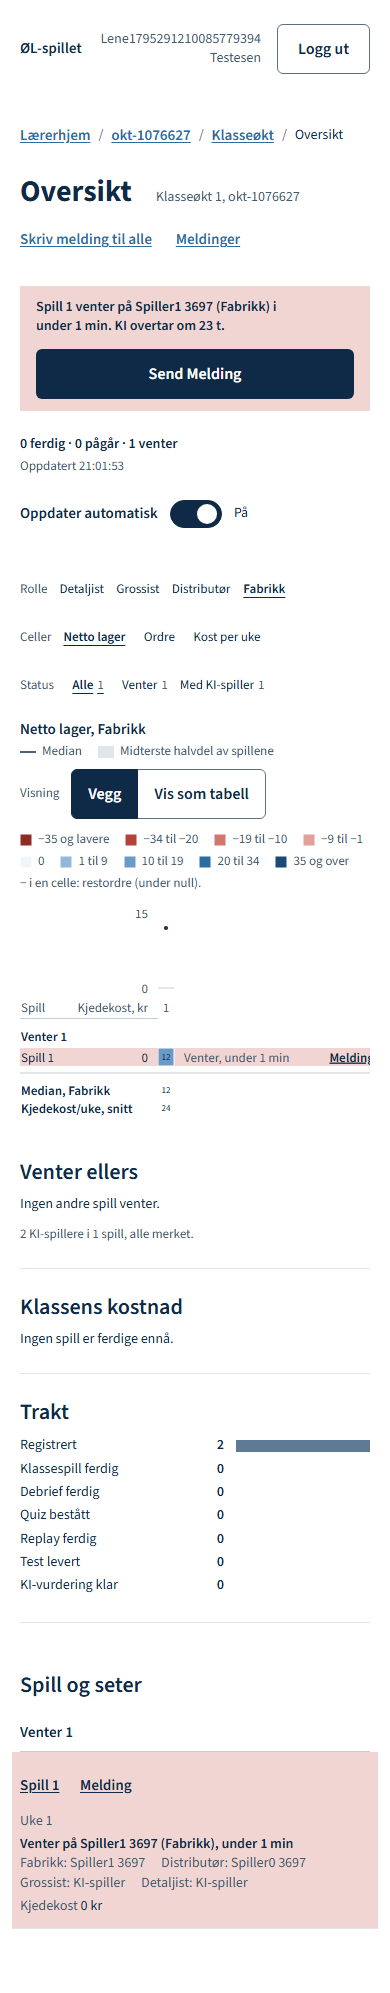 ØL-spillet
Lene1795291210085779394
Testesen
Logg ut
Lærerhjem / okt-1076627 / Klasseøkt / Oversikt
Oversikt Klasseøkt 1, okt-1076627
Skriv melding til alle Meldinger
Spill 1 venter på Spiller1 3697 (Fabrikk) i
under 1 min. KI overtar om 23 t.
Send Melding
0 ferdig · 0 pågår · 1 venter
Oppdatert 21:01:53
Oppdater automatisk På
Rolle Detaljist Grossist Distributør Fabrikk
Celler Netto lager Ordre Kost per uke
Status Alle 1 Venter 1 Med KI-spiller 1
Netto lager, Fabrikk
Median Midterste halvdel av spillene
Visning Vegg Vis som tabell
−35 og lavere −34 til −20 −19 til −10 −9 til −1
0 1 til 9 10 til 19 20 til 34 35 og over
− i en celle: restordre (under null).
15
0
Spill Kjedekost, kr 1
Venter 1
Spill 1 0 12 Venter, under 1 min Melding
Median, Fabrikk 12
Kjedekost/uke, snitt 24
Venter ellers
Ingen andre spill venter.
2 KI-spillere i 1 spill, alle merket.
Klassens kostnad
Ingen spill er ferdige ennå.
Trakt
Registrert 2
Klassespill ferdig 0
Debrief ferdig 0
Quiz bestått 0
Replay ferdig 0
Test levert 0
KI-vurdering klar 0
Spill og seter
Venter 1
Spill 1 Melding
Uke 1
Venter på Spiller1 3697 (Fabrikk), under 1 min
Fabrikk: Spiller1 3697 Distributør: Spiller0 3697
Grossist: KI-spiller Detaljist: KI-spiller
Kjedekost 0 kr